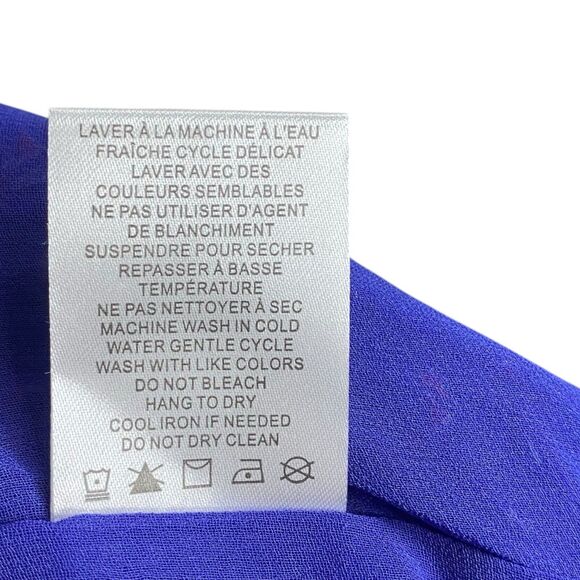 LAVER À LA MACHINE À L'EAU
FRAÎCHE CYCLE DÉLICAT
LAVER AVEC DES
COULEURS SEMBLABLES
NE PAS UTILISER D'AGENT
DE BLANCHIMENT
SUSPENDRE POUR SECHER
REPASSER À BASSE
TEMPÉRATURE
NE PAS NETTOYER À SEC
MACHINE WASH IN COLD
WATER GENTLE CYCLE
WASH WITH LIKE COLORS
DO NOT BLEACH
HANG TO DRY
COOL IRON IF NEEDED
DO NOT DRY CLEAN